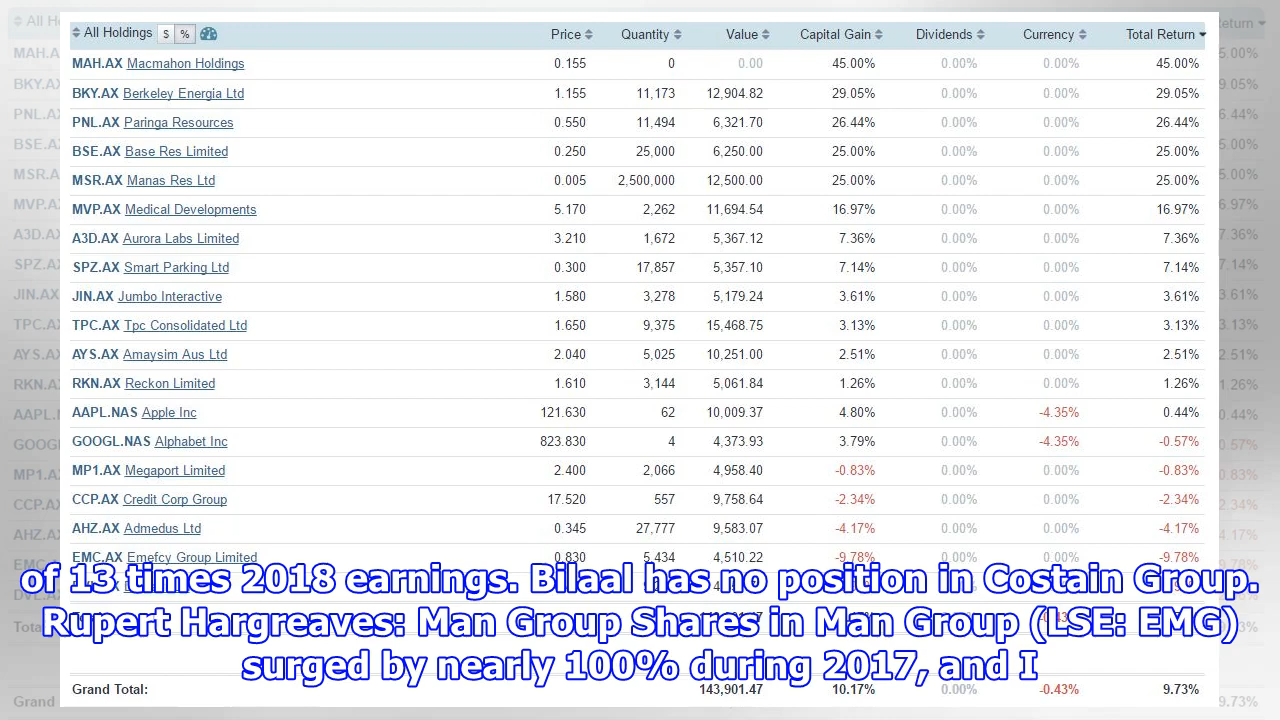 All Holdings $ % Price Quantity Value Capital Gain Dividends Currency Total Return
MAH.AX Macmahon Holdings 0.155 0 0.00 45.00% 0.00% 0.00% 45.00%
BKY.AX Berkeley Energia Ltd 1.155 11,173 12,904.82 29.05% 0.00% 0.00% 29.05%
PNL.AX Paringa Resources 0.550 11,494 6,321.70 26.44% 0.00% 0.00% 26.44%
BSE.AX Base Res Limited 0.250 25,000 6,250.00 25.00% 0.00% 0.00% 25.00%
MSR.AX Manas Res Ltd 0.005 2,500,000 12,500.00 25.00% 0.00% 0.00% 25.00%
MVP.AX Medical Developments 5.170 2,262 11,694.54 16.97% 0.00% 0.00% 16.97%
A3D.AX Aurora Labs Limited 3.210 1,672 5,367.12 7.36% 0.00% 0.00% 7.36%
SPZ.AX Smart Parking Ltd 0.300 17,857 5,357.10 7.14% 0.00% 0.00% 7.14%
JIN.AX Jumbo Interactive 1.580 3,278 5,179.24 3.61% 0.00% 0.00% 3.61%
TPC.AX Tpc Consolidated Ltd 1.650 9,375 15,468.75 3.13% 0.00% 0.00% 3.13%
AYS.AX Amaysim Aus Ltd 2.040 5,025 10,251.00 2.51% 0.00% 0.00% 2.51%
RKN.AX Reckon Limited 1.610 3,144 5,061.84 1.26% 0.00% 0.00% 1.26%
AAPL.NAS Apple Inc 121.630 62 10,009.37 4.80% 0.00% -4.35% 0.44%
GOOGL.NAS Alphabet Inc 823.830 4 4,373.93 3.79% 0.00% -4.35% -0.57%
MP1.AX Megaport Limited 2.400 2,066 4,958.40 -0.83% 0.00% 0.00% -0.83%
CCP.AX Credit Corp Group 17.520 557 9,758.64 -2.34% 0.00% 0.00% -2.34%
AHZ.AX Admedus Ltd 0.345 27,777 9,583.07 -4.17% 0.00% 0.00% -4.17%
EMC.AX Emefcy Group Limited 0.830 5,434 4,510.22 -9.78% 0.00% 0.00% -9.78%
of 13 times 2018 earnings. Bilaal has no position in Costain Group.
Rupert Hargreaves: Man Group Shares in Man Group (LSE: EMG)
surged by nearly 100% during 2017, and I
Grand Total: 143,901.47 10.17% 0.00% -0.43% 9.73%